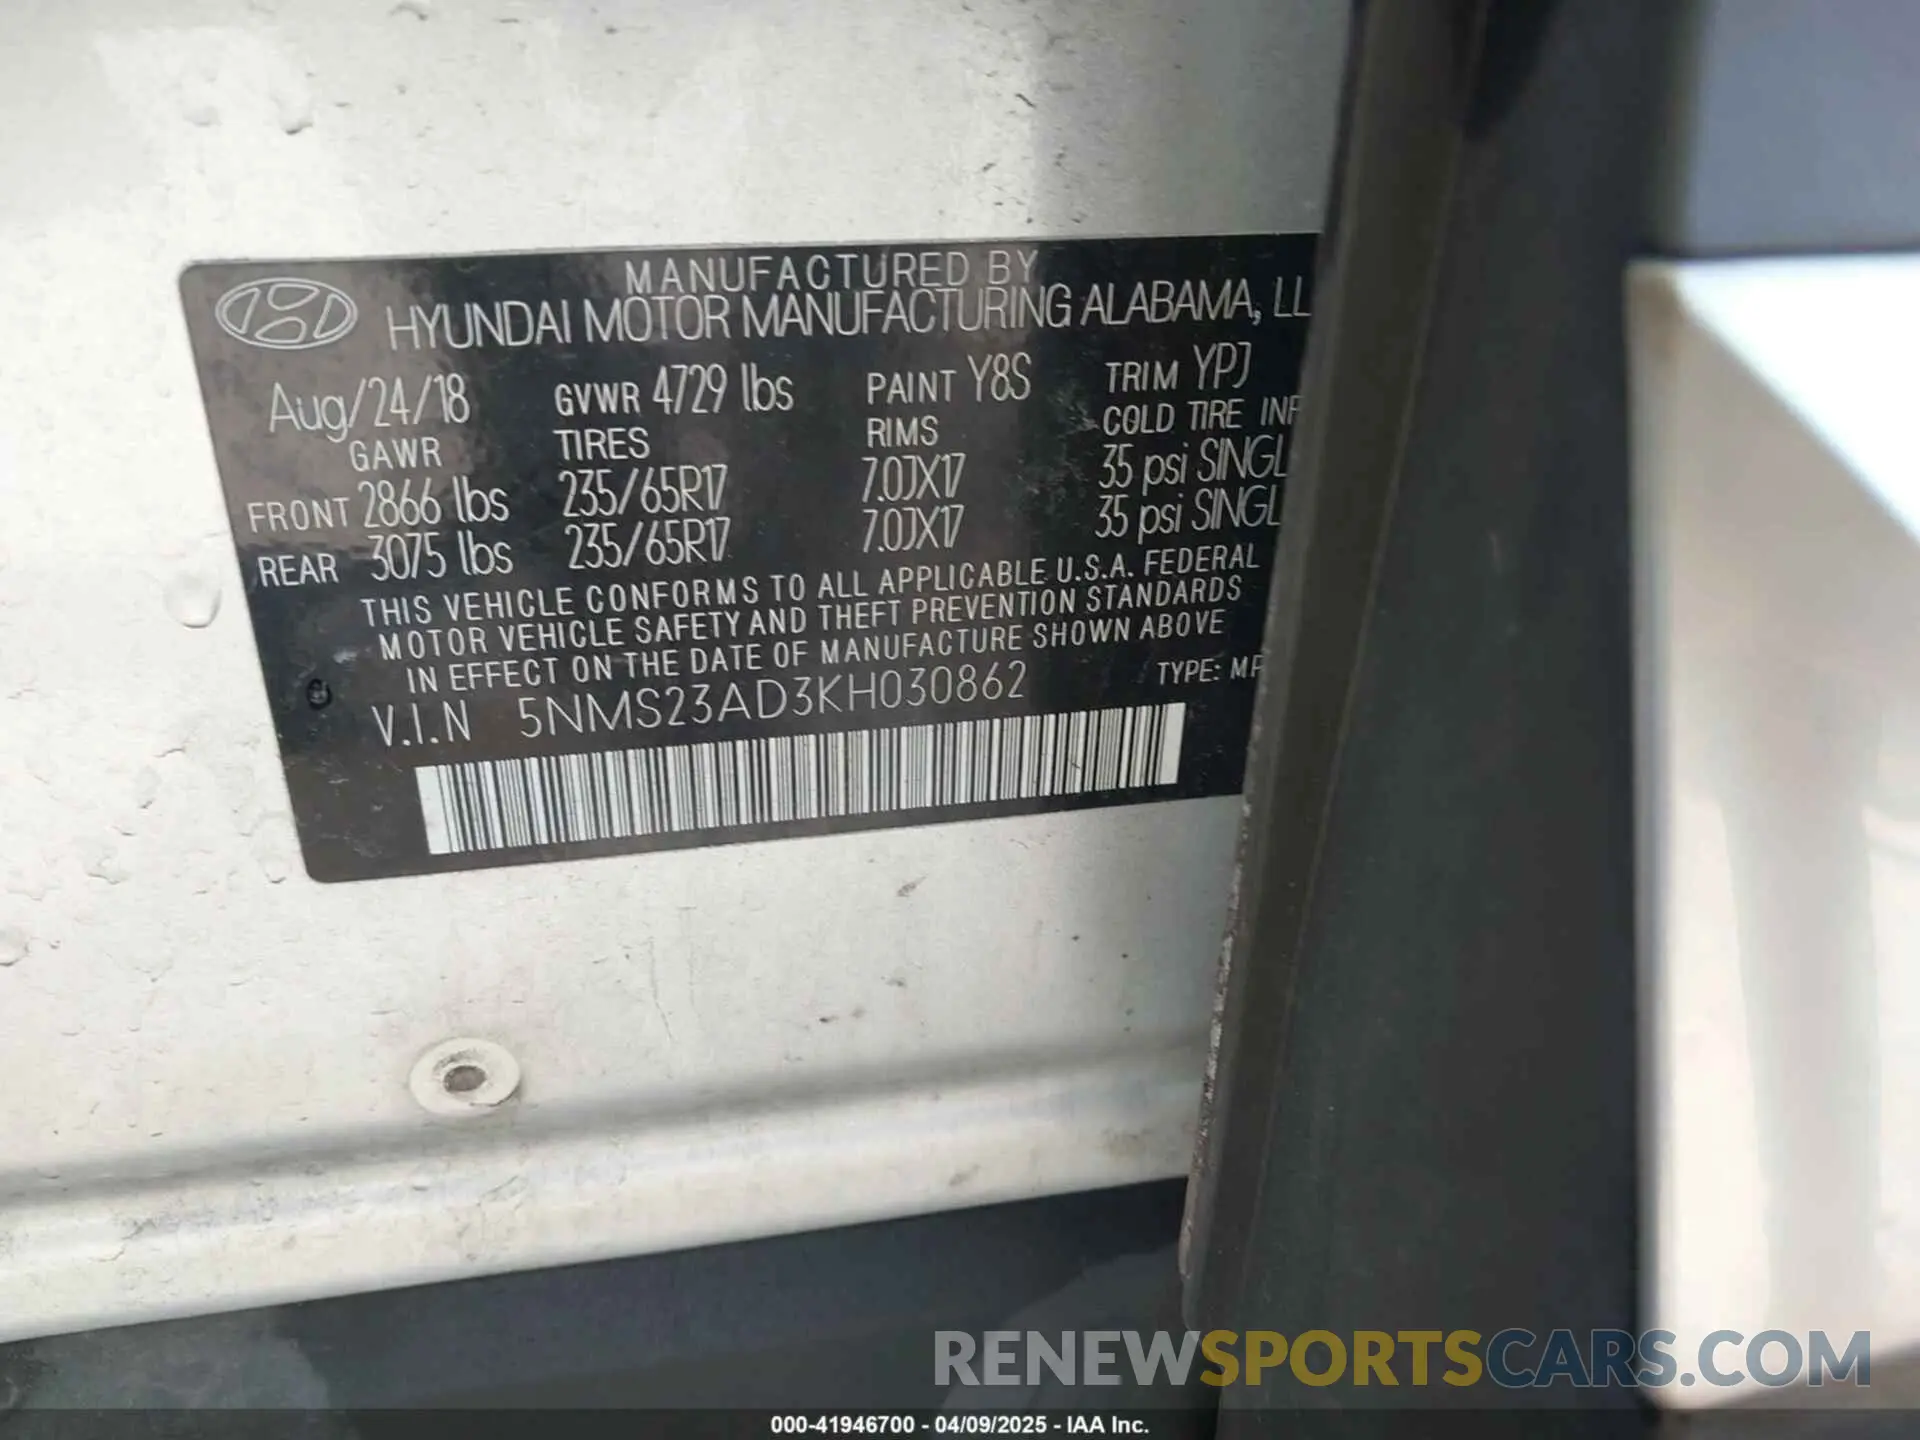 MANUFACTURED BY
HYUNDAI MOTOR MANUFACTURING ALABAMA, LL
Aug/24/18 GVWR 4729 lbs PAINT Y8S TRIM YPJ
GAWR TIRES RIMS COLD TIRE INF
FRONT 2866 lbs 235/65R17 7.0JX17 35 psi SINGL
REAR 3075 lbs 235/65R17 7.0JX17 35 psi SINGL
THIS VEHICLE CONFORMS TO ALL APPLICABLE U.S.A. FEDERAL
MOTOR VEHICLE SAFETY AND THEFT PREVENTION STANDARDS
IN EFFECT ON THE DATE OF MANUFACTURE SHOWN ABOVE
V.I.N 5NMS23AD3KH030862 TYPE: MP
RENEWSPORTSCARS.COM
000-41946700 - 04/09/2025 - IAA Inc.